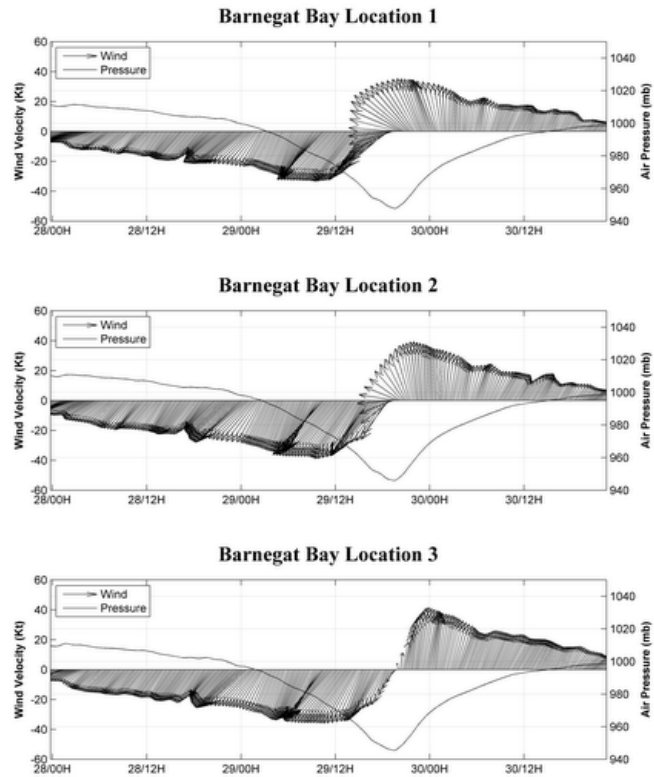 Barnegat Bay Location 1
Wind
Pressure
Wind Velocity (Kt)
60
40
20
0
-20
-40
-60
1040
1020
1000
980
960
940
Air Pressure (mb)
28/00H 28/12H 29/00H 29/12H 30/00H 30/12H
Barnegat Bay Location 2
Wind
Pressure
Wind Velocity (Kt)
60
40
20
0
-20
-40
-60
1040
1020
1000
980
960
940
Air Pressure (mb)
28/00H 28/12H 29/00H 29/12H 30/00H 30/12H
Barnegat Bay Location 3
Wind
Pressure
Wind Velocity (Kt)
60
40
20
0
-20
-40
-60
1040
1020
1000
980
960
940
Air Pressure (mb)
28/00H 28/12H 29/00H 29/12H 30/00H 30/12H